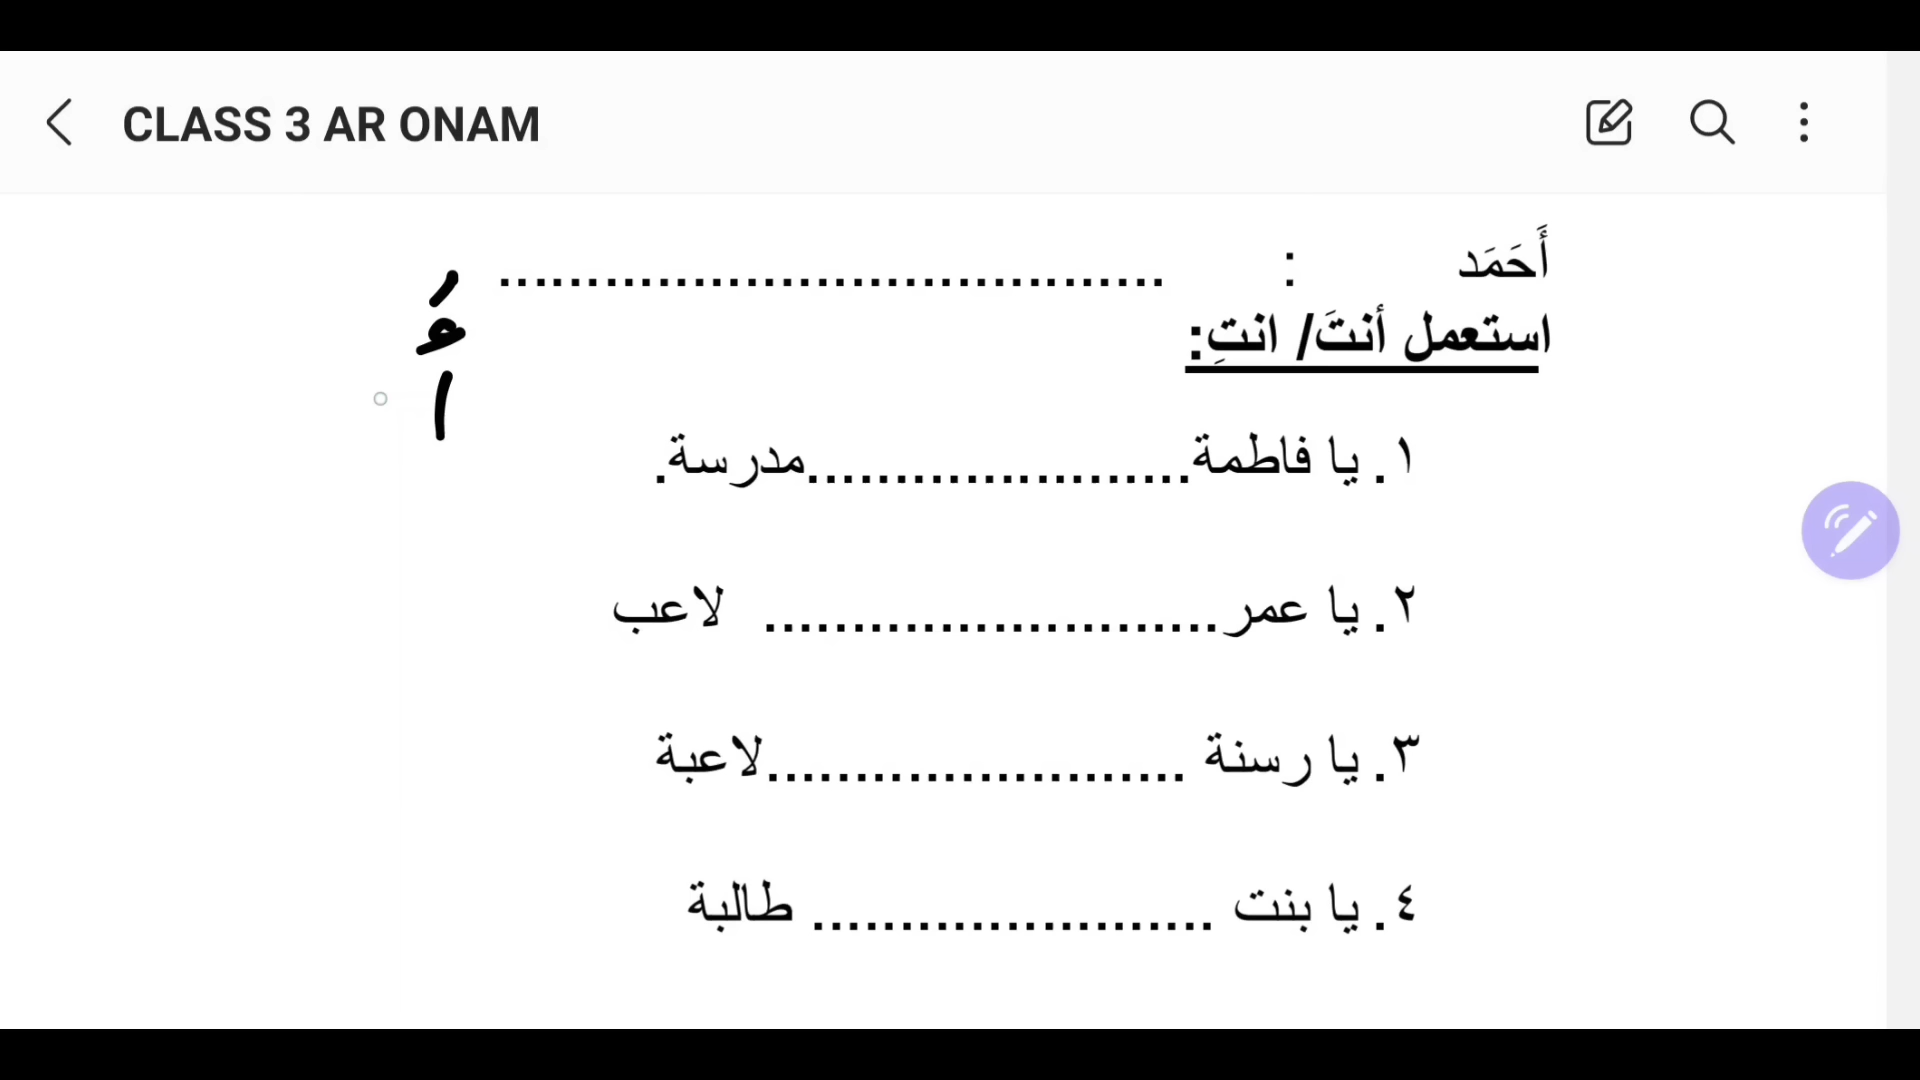 CLASS 3 AR ONAM
أَحَمَد : ......................................
استعمل أنتَ/ انتِ:
أَ
١. يا فاطمة......................مدرسة.
٢. يا عمر.......................... لاعب
٣. يا رسنة ........................لاعبة
٤. يا بنت ....................... طالبة